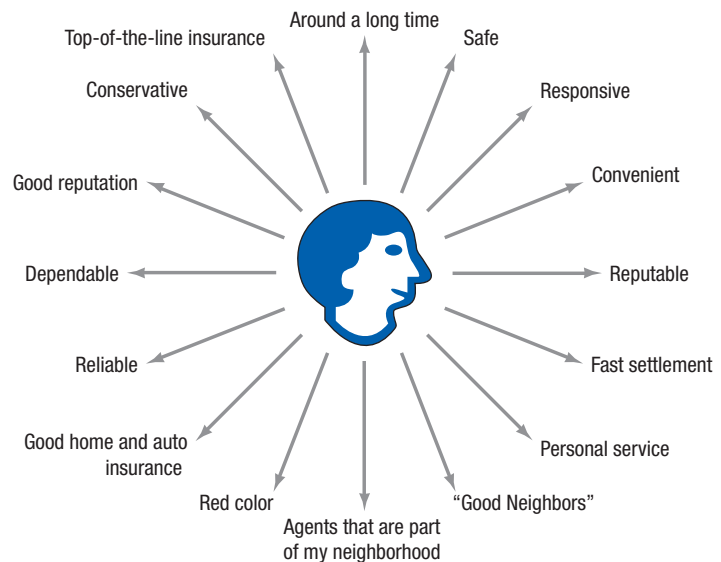 Around a long time
Top-of-the-line insurance
Safe
Conservative
Responsive
Good reputation
Convenient
Dependable
Reputable
Reliable
Fast settlement
Good home and auto
insurance
Personal service
Red color
"Good Neighbors"
Agents that are part
of my neighborhood